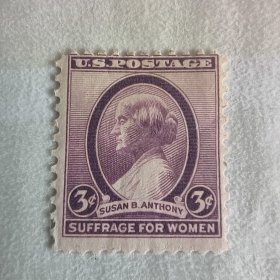 U.S. POSTAGE
3¢ 3¢
SUSAN B. ANTHONY
SUFFRAGE FOR WOMEN